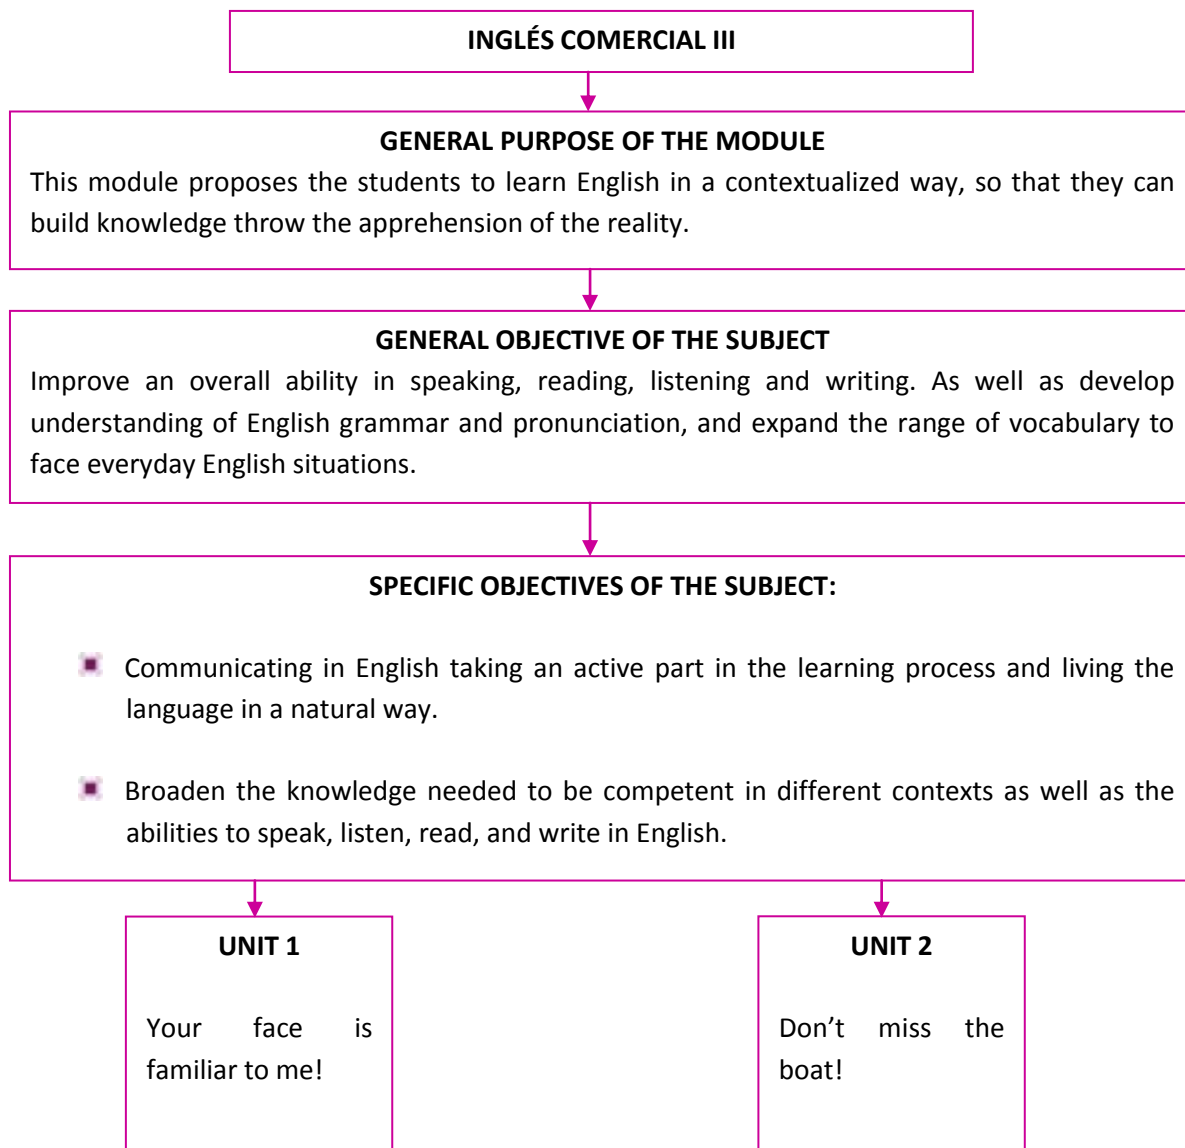 INGLÉS COMERCIAL III
GENERAL PURPOSE OF THE MODULE
This module proposes the students to learn English in a contextualized way, so that they can
build knowledge throw the apprehension of the reality.
GENERAL OBJECTIVE OF THE SUBJECT
Improve an overall ability in speaking, reading, listening and writing. As well as develop
understanding of English grammar and pronunciation, and expand the range of vocabulary to
face everyday English situations.
SPECIFIC OBJECTIVES OF THE SUBJECT:
Communicating in English taking an active part in the learning process and living the
language in a natural way.
Broaden the knowledge needed to be competent in different contexts as well as the
abilities to speak, listen, read, and write in English.
UNIT 1
Your face is
familiar to me!
UNIT 2
Don’t miss the
boat!